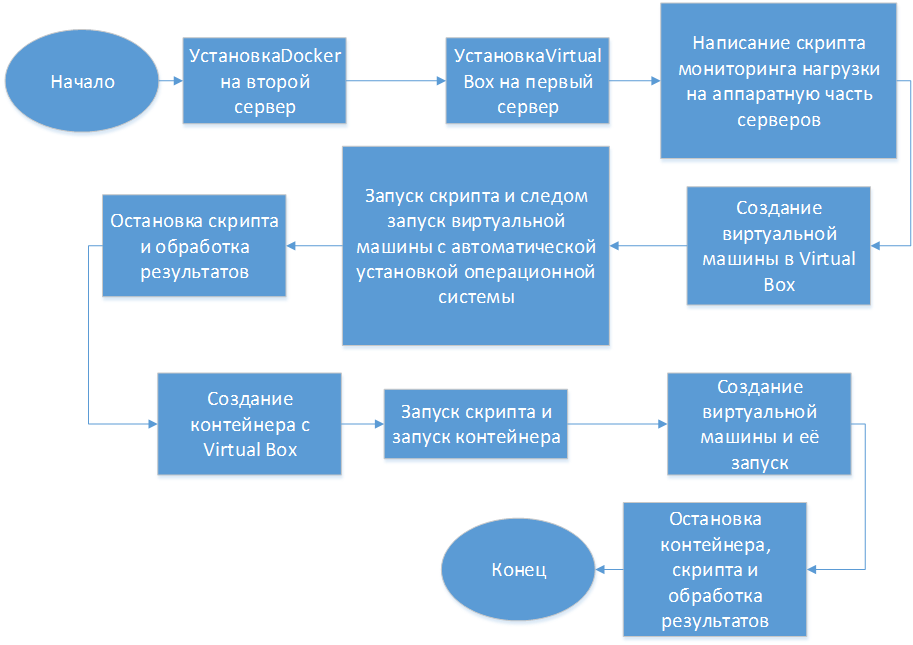 Начало
УстановкаDocker
на второй
сервер
УстановкаVirtual
Box на первый
сервер
Написание скрипта
мониторинга нагрузки
на аппаратную часть
серверов
Создание
виртуальной
машины в Virtual
Box
Запуск скрипта и следом
запуск виртуальной
машины с автоматической
установкой операционной
системы
Остановка скрипта
и обработка
результатов
Создание
контейнера с
Virtual Box
Запуск скрипта и
запуск контейнера
Создание
виртуальной
машины и её
запуск
Остановка
контейнера,
скрипта и
обработка
результатов
Конец